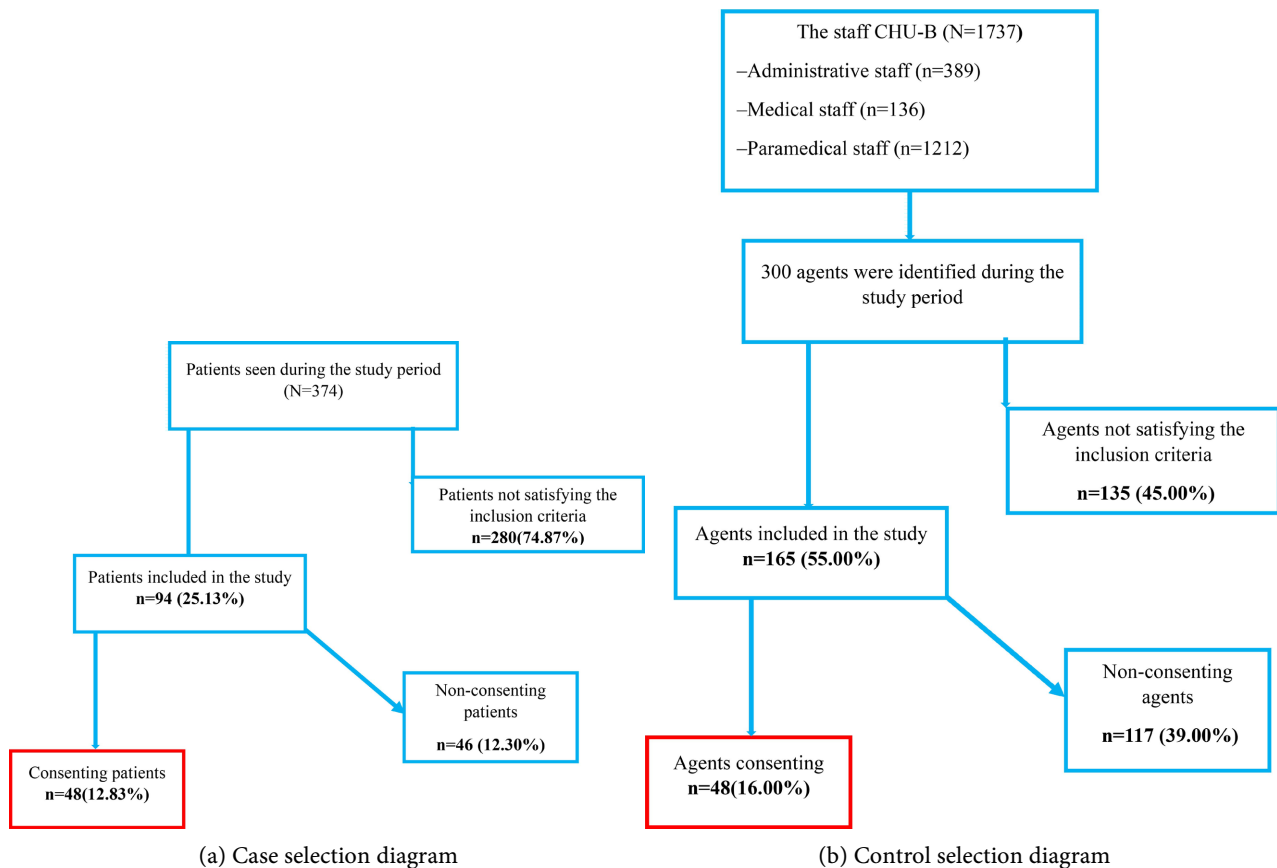 Patients seen during the study period
(N=374)
Patients not satisfying the
inclusion criteria
n=280(74.87%)
Patients included in the study
n=94 (25.13%)
Non-consenting
patients
n=46 (12.30%)
Consenting patients
n=48(12.83%)
(a) Case selection diagram
The staff CHU-B (N=1737)
–Administrative staff (n=389)
–Medical staff (n=136)
–Paramedical staff (n=1212)
300 agents were identified during the
study period
Agents not satisfying the
inclusion criteria
n=135 (45.00%)
Agents included in the study
n=165 (55.00%)
Non-consenting
agents
n=117 (39.00%)
Agents consenting
n=48(16.00%)
(b) Control selection diagram